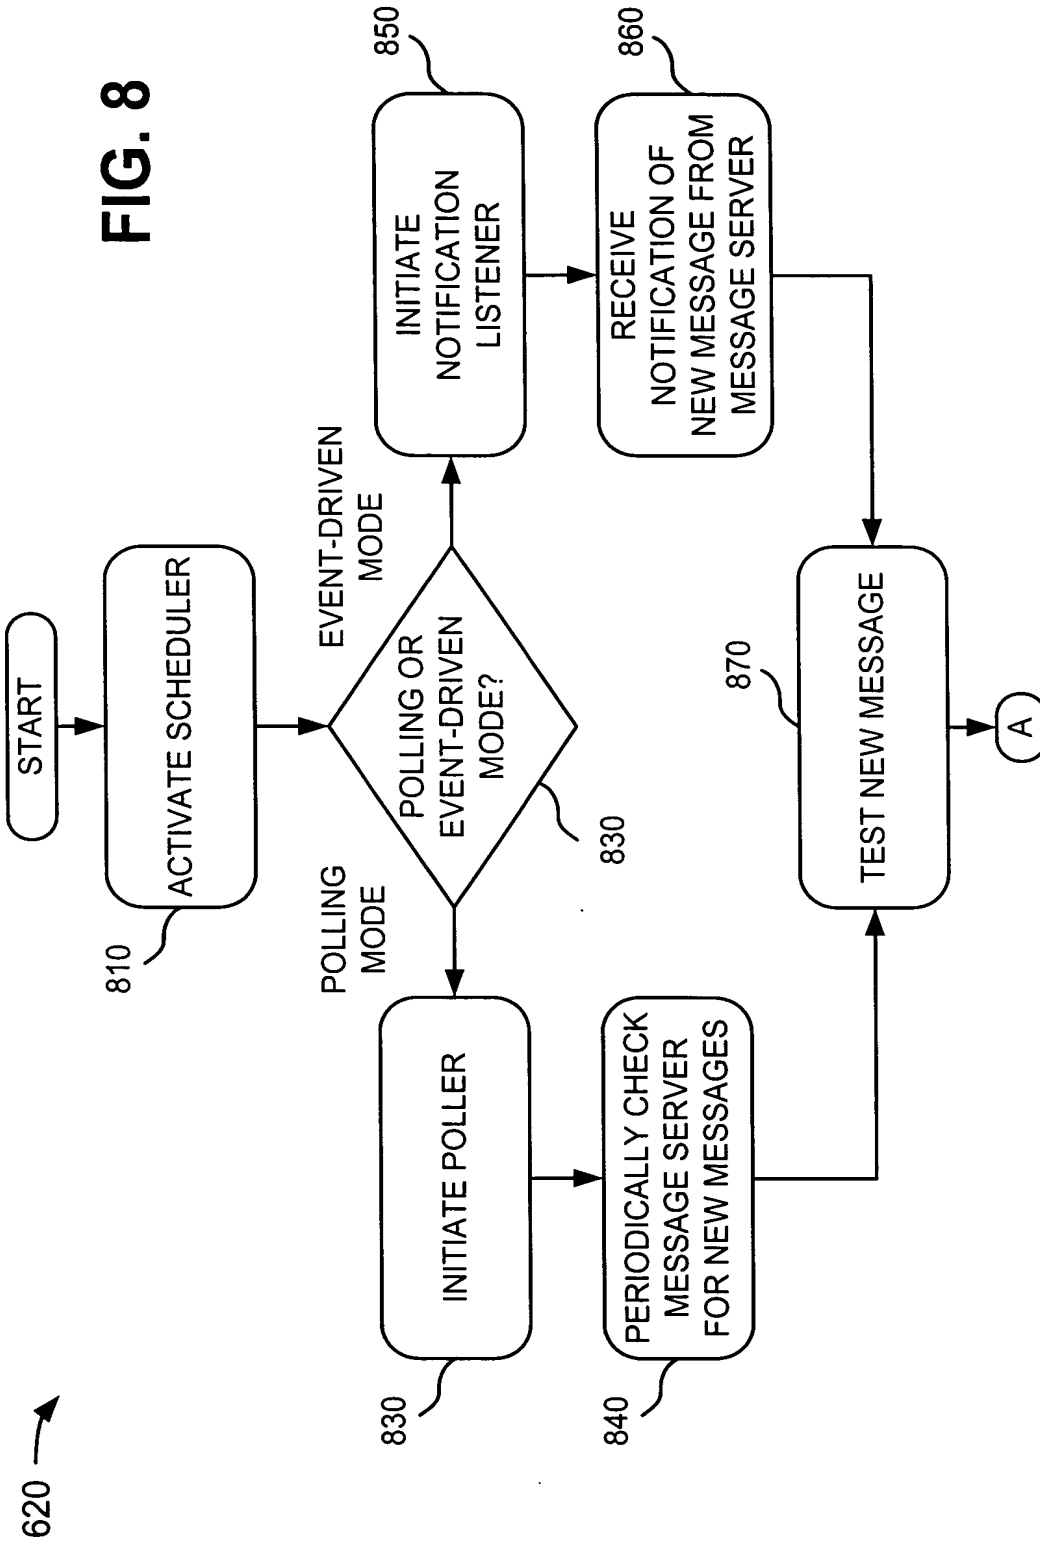 620
FIG. 8
START
ACTIVATE SCHEDULER
810
POLLING OR
EVENT-DRIVEN
MODE?
830
POLLING
MODE
EVENT-DRIVEN
MODE
INITIATE POLLER
830
PERIODICALLY CHECK
MESSAGE SERVER
FOR NEW MESSAGES
840
INITIATE
NOTIFICATION
LISTENER
850
RECEIVE
NOTIFICATION OF
NEW MESSAGE FROM
MESSAGE SERVER
860
TEST NEW MESSAGE
870
A